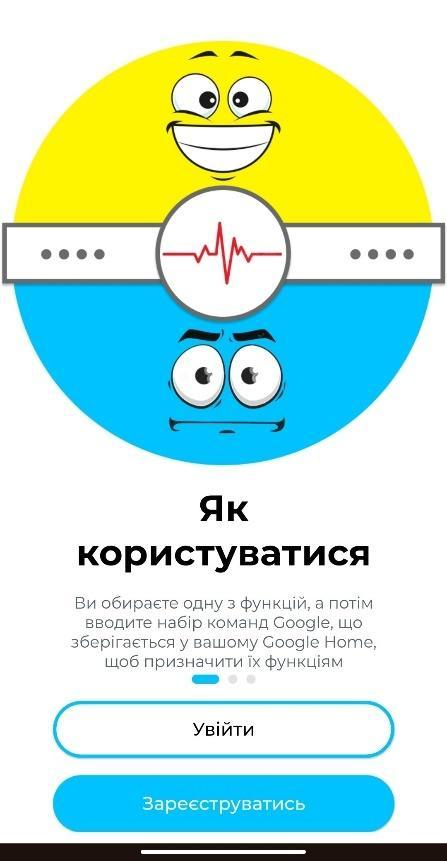 Як
користуватися
Ви обираєте одну з функцій, а потім
вводите набір команд Google, що
зберігається у вашому Google Home,
щоб призначити їх функціям
Увійти
Зареєструватись